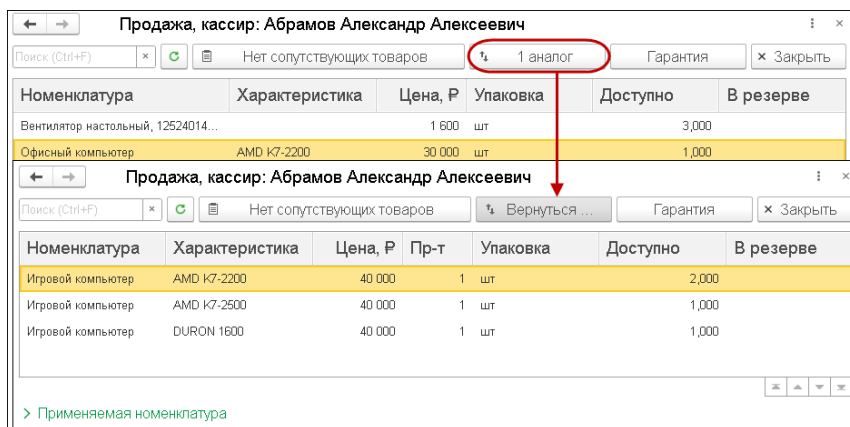 Продажа, кассир: Абрамов Александр Алексеевич
Поиск (Ctrl+F) × Нет сопутствующих товаров 1 аналог Гарантия × Закрыть
Номенклатура Характеристика Цена, ₽ Упаковка Доступно В резерве
Вентилятор настольный, 12524014... 1 600 шт 3,000
Офисный компьютер AMD K7-2200 30 000 шт 1,000
Продажа, кассир: Абрамов Александр Алексеевич
Поиск (Ctrl+F) × Нет сопутствующих товаров Вернуться ... Гарантия × Закрыть
Номенклатура Характеристика Цена, ₽ Пр-т Упаковка Доступно В резерве
Игровой компьютер AMD K7-2200 40 000 1 шт 2,000
Игровой компьютер AMD K7-2500 40 000 1 шт 1,000
Игровой компьютер DURON 1600 40 000 1 шт 1,000
Применяемая номенклатура